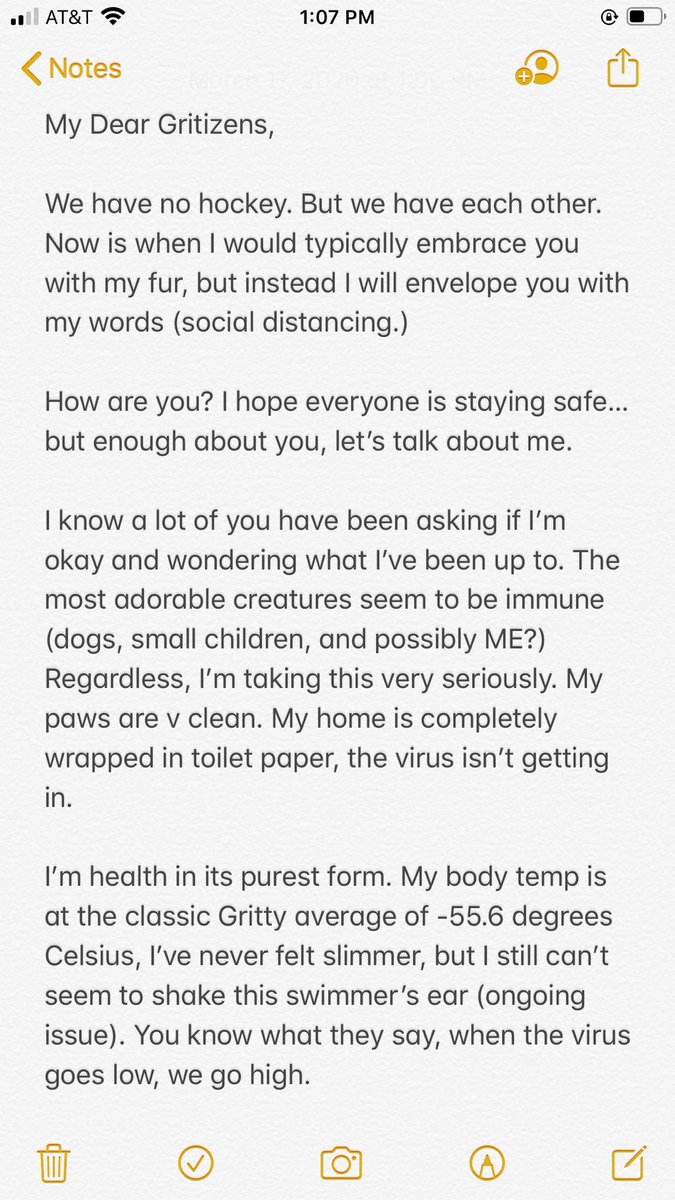 AT&T 1:07 PM
Notes
My Dear Gritizens,
We have no hockey. But we have each other.
Now is when I would typically embrace you
with my fur, but instead I will envelope you with
my words (social distancing.)
How are you? I hope everyone is staying safe...
but enough about you, let’s talk about me.
I know a lot of you have been asking if I’m
okay and wondering what I’ve been up to. The
most adorable creatures seem to be immune
(dogs, small children, and possibly ME?)
Regardless, I’m taking this very seriously. My
paws are v clean. My home is completely
wrapped in toilet paper, the virus isn’t getting
in.
I’m health in its purest form. My body temp is
at the classic Gritty average of -55.6 degrees
Celsius, I’ve never felt slimmer, but I still can’t
seem to shake this swimmer’s ear (ongoing
issue). You know what they say, when the virus
goes low, we go high.